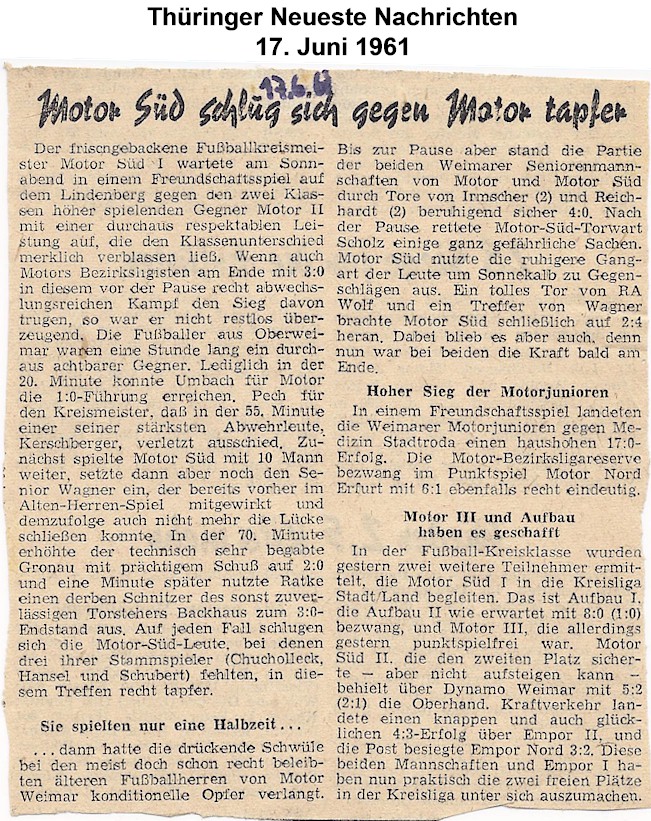 Thüringer Neueste Nachrichten
17. Juni 1961
17.6.61
Motor Süd schlug sich gegen Motor tapfer
Der friscngebackene Fußballkreismei-
ster Motor Süd I wartete am Sonn-
abend in einem Freundschaftsspiel auf
dem Lindenberg gegen den zwei Klas-
sen höher spielenden Gegner Motor II
mit einer durchaus respektablen Lei-
stung auf, die den Klassenunterschied
merklich verblassen ließ. Wenn auch
Motors Bezirksligisten am Ende mit 3:0
in diesem vor der Pause recht abwechs-
lungsreichen Kampf den Sieg davon
trugen, so war er nicht restlos über-
zeugend. Die Fußballer aus Oberwei-
mar waren eine Stunde lang ein durch-
aus achtbarer Gegner. Lediglich in der
20. Minute konnte Umbach für Motor
die 1:0-Führung erreichen. Pech für
den Kreismeister, daß in der 55. Minute
einer seiner stärksten Abwehrleute,
Kerschberger, verletzt ausschied. Zu-
nächst spielte Motor Süd mit 10 Mann
weiter, setzte dann aber noch den Se-
nior Wagner ein, der bereits vorher im
Alten-Herren-Spiel mitgewirkt und
demzufolge auch nicht mehr die Lücke
schließen konnte. In der 70. Minute
erhöhte der technisch sehr begabte
Gronau mit prächtigem Schuß auf 2:0
und eine Minute später nutzte Ratke
einen derben Schnitzer des sonst zuver-
lässigen Torstehers Backhaus zum 3:0-
Endstand aus. Auf jeden Fall schlugen
sich die Motor-Süd-Leute, bei denen
drei ihrer Stammspieler (Chucholleck,
Hansel und Schubert) fehlten, in die-
sem Treffen recht tapfer.
Sie spielten nur eine Halbzeit . . .
. . . dann hatte die drückende Schwüle
bei den meist doch schon recht beleib-
ten älteren Fußballherren von Motor
Weimar konditionelle Opfer verlangt.
Bis zur Pause aber stand die Partie
der beiden Weimarer Seniorenmann-
schaften von Motor und Motor Süd
durch Tore von Irmscher (2) und Reich-
hardt (2) beruhigend sicher 4:0. Nach
der Pause rettete Motor-Süd-Torwart
Scholz einige ganz gefährliche Sachen.
Motor Süd nutzte die ruhigere Gang-
art der Leute um Sonnekalb zu Gegen-
schlägen aus. Ein tolles Tor von RA
Wolf und ein Treffer von Wagner
brachte Motor Süd schließlich auf 2:4
heran. Dabei blieb es aber auch, denn
nun war bei beiden die Kraft bald am
Ende.
Hoher Sieg der Motorjunioren
In einem Freundschaftsspiel landeten
die Weimarer Motorjunioren gegen Me-
dizin Stadtroda einen haushohen 17:0-
Erfolg. Die Motor-Bezirksligareserve
bezwang im Punktspiel Motor Nord
Erfurt mit 6:1 ebenfalls recht eindeutig.
Motor III und Aufbau
haben es geschafft
In der Fußball-Kreisklasse wurden
gestern zwei weitere Teilnehmer ermit-
telt, die Motor Süd I in die Kreisliga
Stadt/Land begleiten. Das ist Aufbau I,
die Aufbau II wie erwartet mit 8:0 (1:0)
bezwang, und Motor III, die allerdings
gestern punktspielfrei war. Motor
Süd II, die den zweiten Platz sicher-
te — aber nicht aufsteigen kann —
behielt über Dynamo Weimar mit 5:2
(2:1) die Oberhand. Kraftverkehr lan-
dete einen knappen und auch glück-
lichen 4:3-Erfolg über Empor II, und
die Post besiegte Empor Nord 3:2. Diese
beiden Mannschaften und Empor I ha-
ben nun praktisch die zwei freien Plätze
in der Kreisliga unter sich auszumachen.